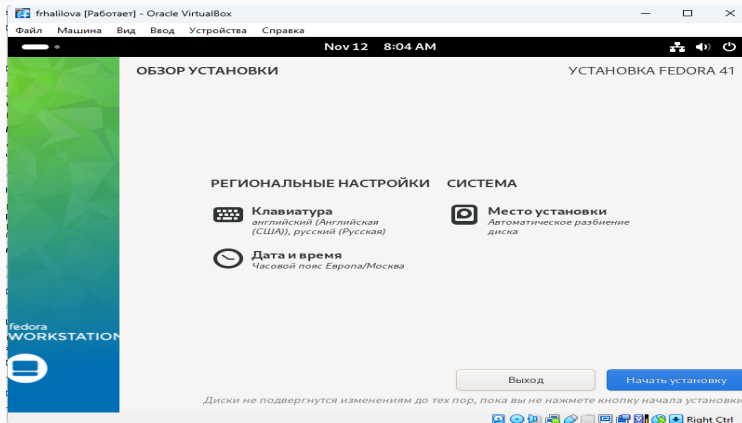 frhalilova [Работает] - Oracle VirtualBox
Файл Машина Вид Ввод Устройства Справка
Nov 12 8:04 AM
ОБЗОР УСТАНОВКИ
УСТАНОВКА FEDORA 41
РЕГИОНАЛЬНЫЕ НАСТРОЙКИ
Клавиатура
английский (Английская
(США)), русский (Русская)
Дата и время
Часовой пояс Европа/Москва
СИСТЕМА
Место установки
Автоматическое разбиение
диска
fedora
WORKSTATION
Выход
Начать установку
Диски не подвергнутся изменениям до тех пор, пока вы не нажмете кнопку начала установки
Right Ctrl